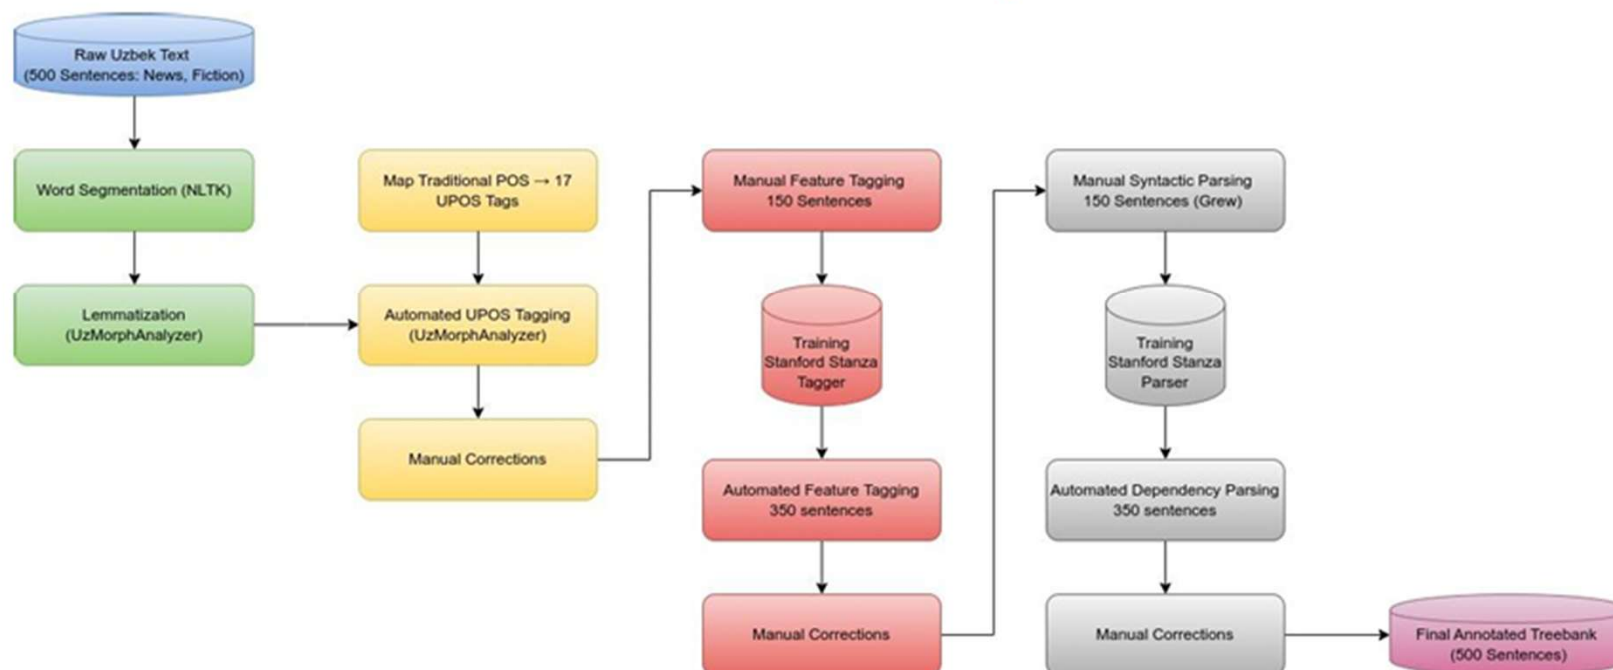 Raw Uzbek Text
(500 Sentences: News, Fiction)
Word Segmentation (NLTK)
Lemmatization
(UzMorphAnalyzer)
Map Traditional POS → 17
UPOS Tags
Automated UPOS Tagging
(UzMorphAnalyzer)
Manual Corrections
Manual Feature Tagging
150 Sentences
Training
Stanford Stanza
Tagger
Automated Feature Tagging
350 sentences
Manual Corrections
Manual Syntactic Parsing
150 Sentences (Grew)
Training
Stanford Stanza
Parser
Automated Dependency Parsing
350 sentences
Manual Corrections
Final Annotated Treebank
(500 Sentences)